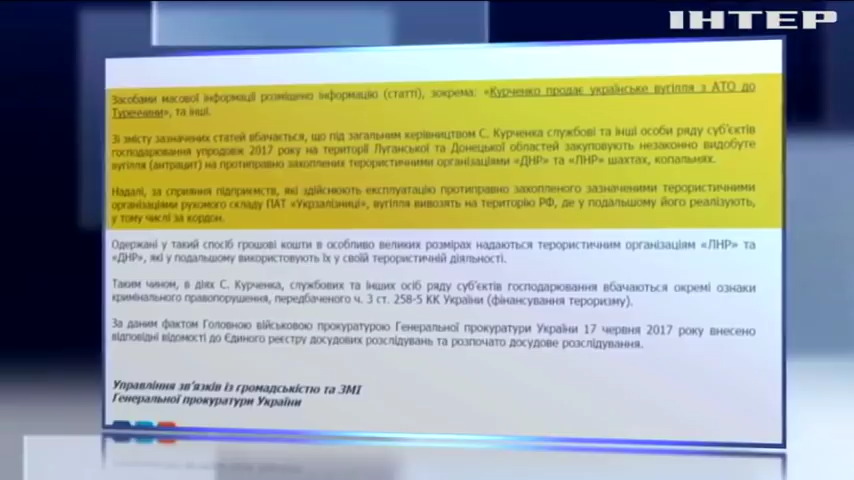 ІНТЕР
Засобами масової інформації розміщено інформацію (статті), зокрема: «Курченко продає українське вугілля з АТО до
Туреччини», та інші.
Зі змісту зазначених статей вбачається, що під загальним керівництвом С. Курченка службові та інші особи ряду суб'єктів
господарювання упродовж 2017 року на території Луганської та Донецької областей закуповують незаконно видобуте
вугілля (антрацит) на протиправно захоплених терористичними організаціями «ДНР» та «ЛНР» шахтах, копальнях.
Надалі, за сприяння підприємств, які здійснюють експлуатацію протиправно захопленого зазначеними терористичними
організаціями рухомого складу ПАТ «Укрзалізниці», вугілля вивозять на територію РФ, де у подальшому його реалізують,
у тому числі за кордон.
Одержані у такий спосіб грошові кошти в особливо великих розмірах надаються терористичним організаціям «ЛНР» та
«ДНР», які у подальшому використовують їх у своїй терористичній діяльності.
Таким чином, в діях С. Курченка, службових та інших осіб ряду суб'єктів господарювання вбачаються окремі ознаки
кримінального правопорушення, передбаченого ч. 3 ст. 258-5 КК України (фінансування тероризму).
За даним фактом Головною військовою прокуратурою Генеральної прокуратури України 17 червня 2017 року внесено
відповідні відомості до Єдиного реєстру досудових розслідувань та розпочато досудове розслідування.
Управління зв'язків із громадськістю та ЗМІ
Генеральної прокуратури України